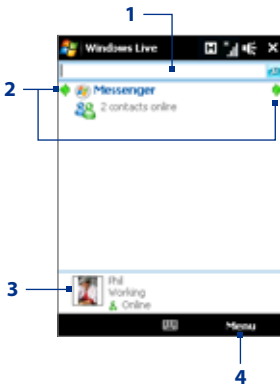 1
Windows Live
2
Messenger
2 contacts online
3
Phil
Working
Online
Menu
4